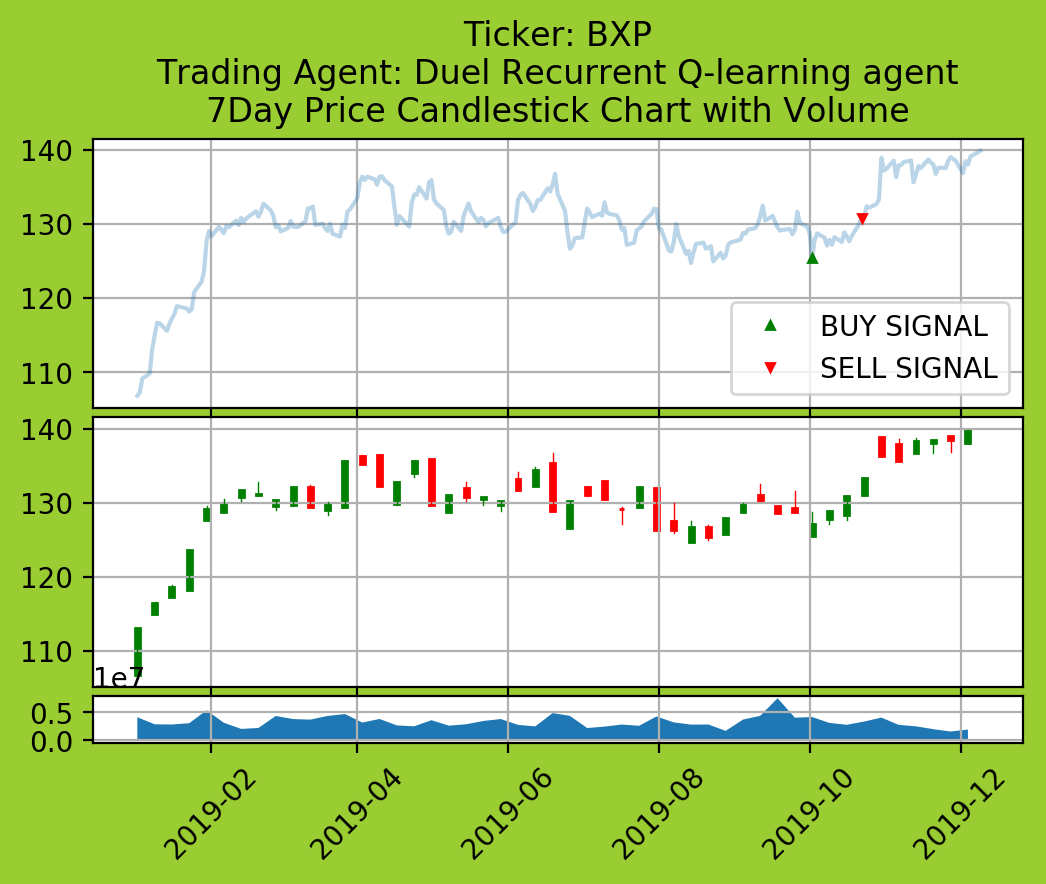 Ticker: BXP
Trading Agent: Duel Recurrent Q-learning agent
7Day Price Candlestick Chart with Volume
140
130
120
110
BUY SIGNAL
SELL SIGNAL
140
130
120
110
1e7
0.5
0.0
2019-02
2019-04
2019-06
2019-08
2019-10
2019-12